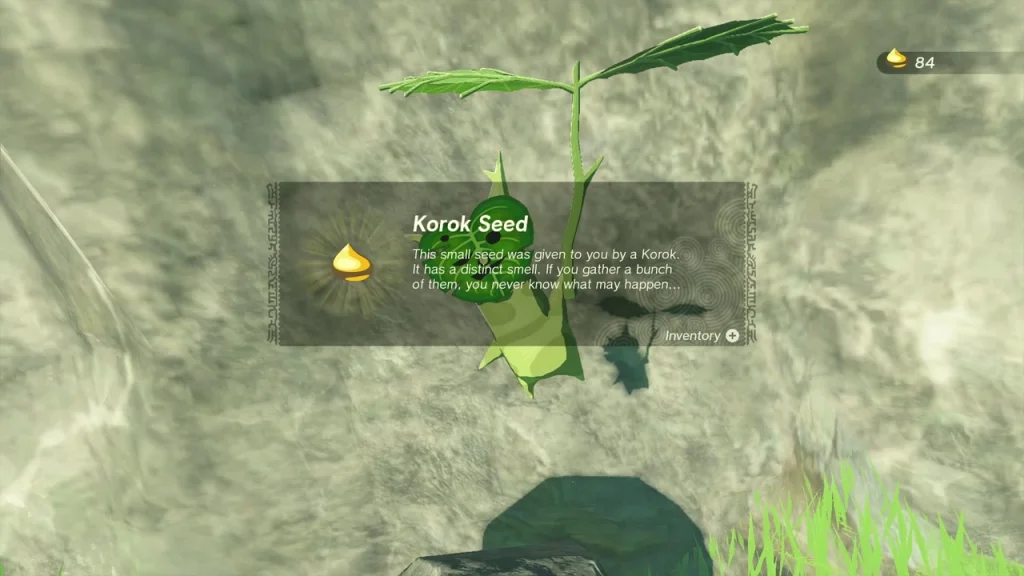 84
Korok Seed
This small seed was given to you by a Korok.
It has a distinct smell. If you gather a bunch
of them, you never know what may happen...
Inventory